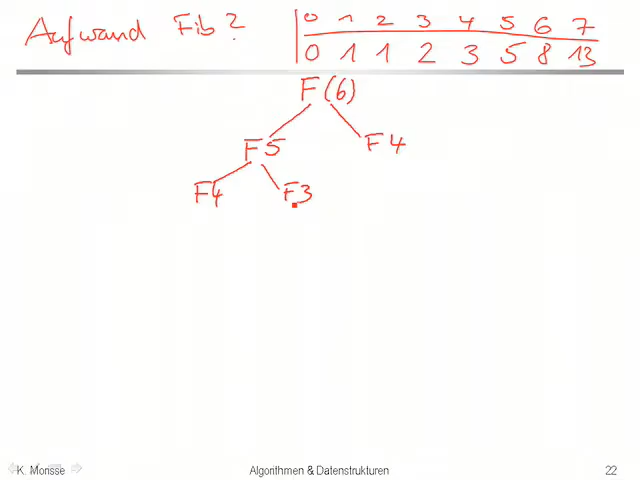 Aufwand Fib?
0 1 2 3 4 5 6 7
0 1 1 2 3 5 8 13
F(6)
F5 F4
F4 F3
K. Morisse Algorithmen & Datenstrukturen 22